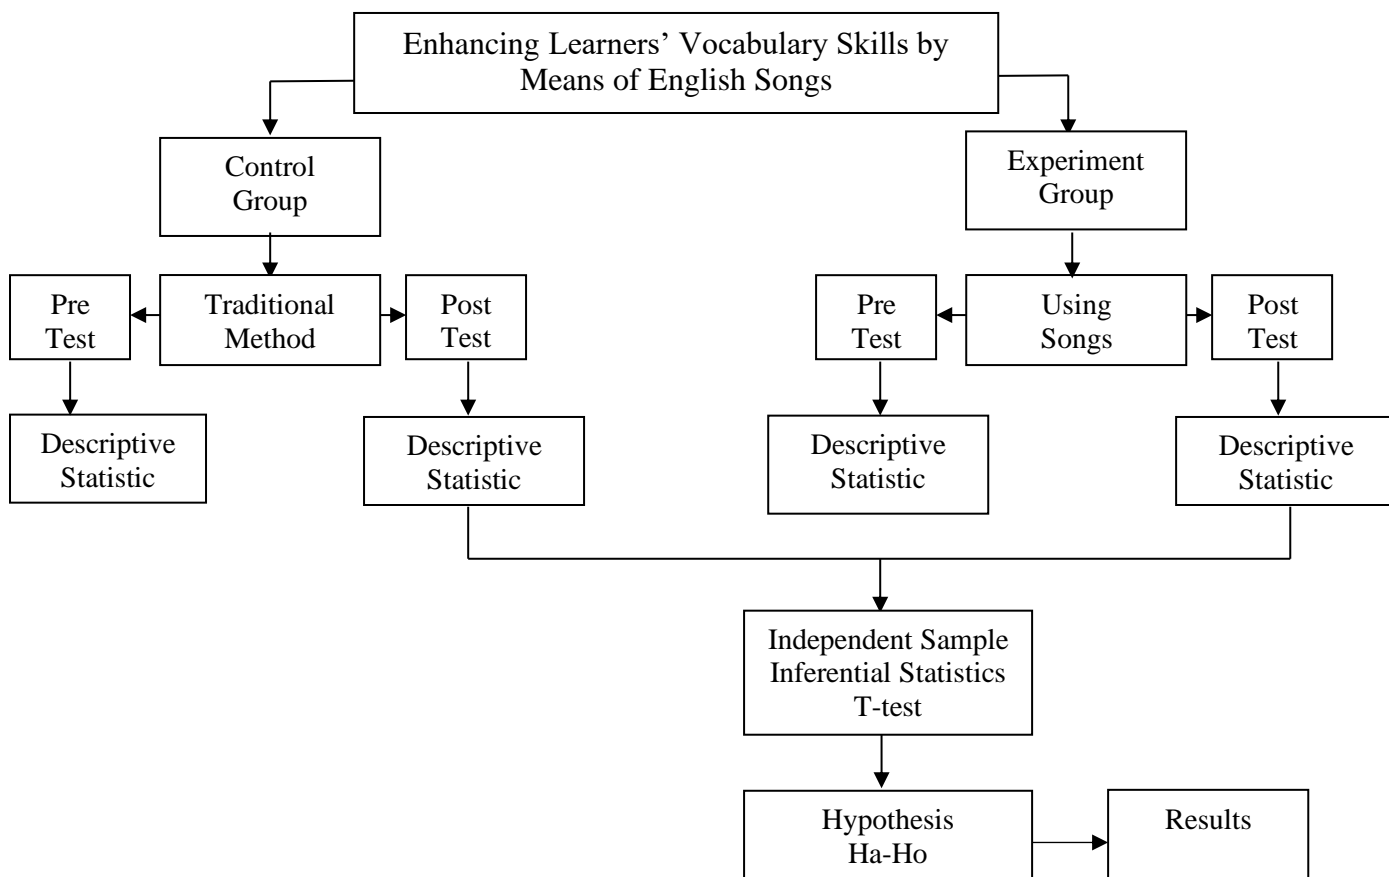 Enhancing Learners’ Vocabulary Skills by
Means of English Songs
Control
Group
Experiment
Group
Pre
Test
Traditional
Method
Post
Test
Pre
Test
Using
Songs
Post
Test
Descriptive
Statistic
Descriptive
Statistic
Descriptive
Statistic
Descriptive
Statistic
Independent Sample
Inferential Statistics
T-test
Hypothesis
Ha-Ho
Results